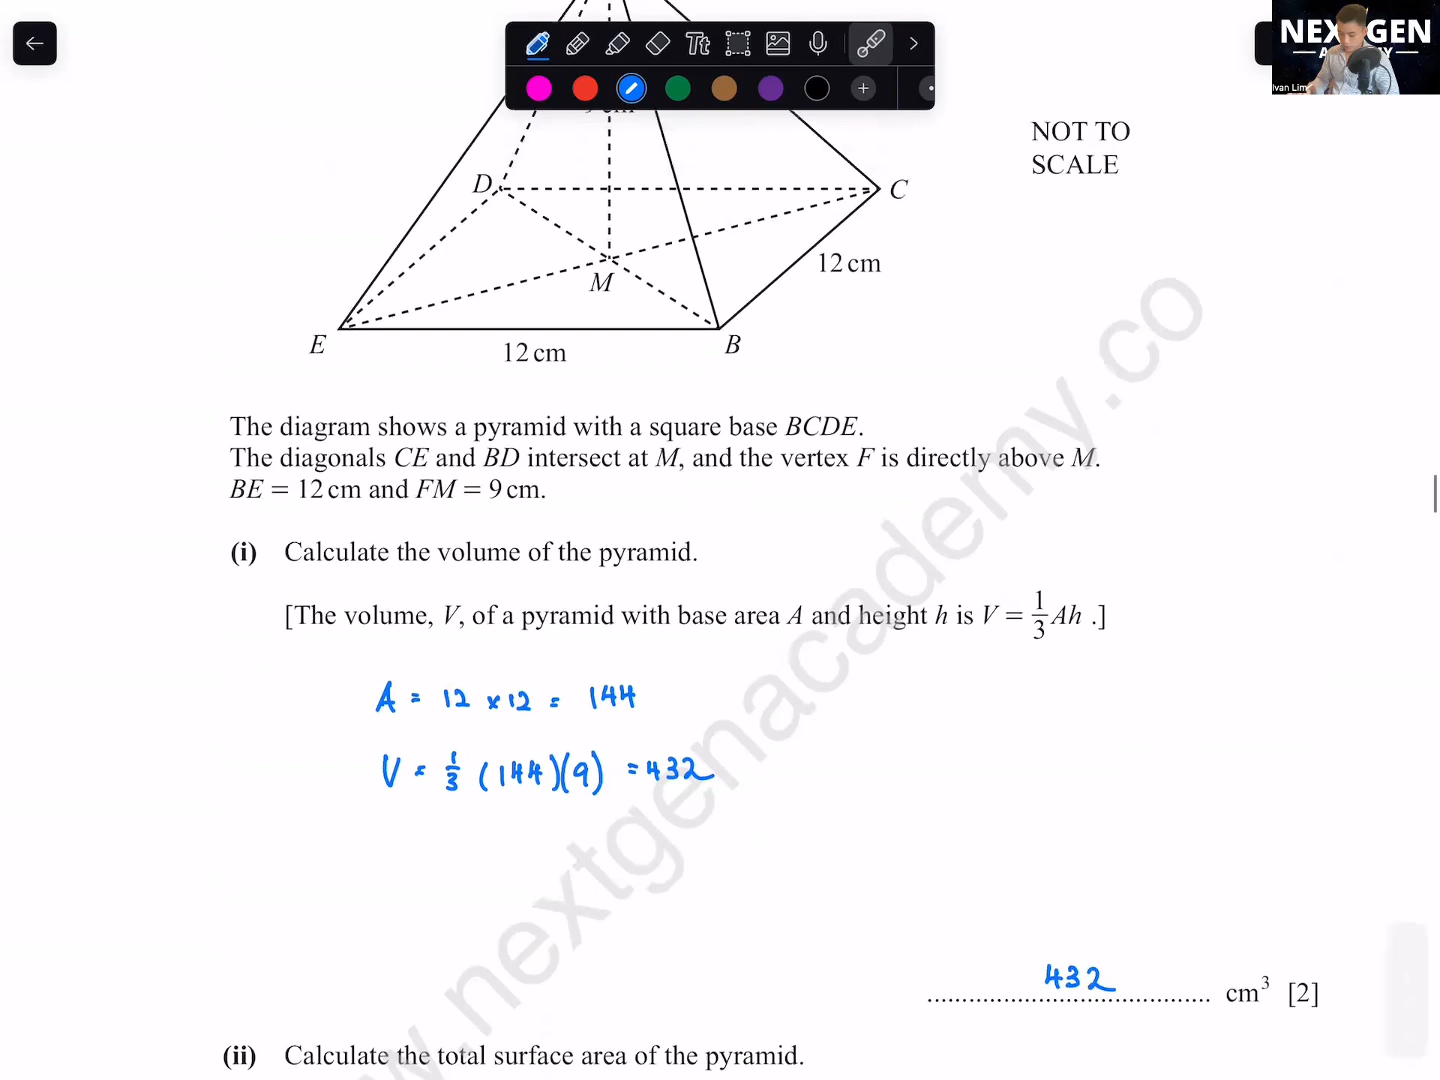 Tt
NEXTGEN
Ivan Lim
NOT TO
SCALE
D
C
12 cm
M
E
B
12 cm
The diagram shows a pyramid with a square base BCDE.
The diagonals CE and BD intersect at M, and the vertex F is directly above M.
BE = 12 cm and FM = 9 cm.
(i) Calculate the volume of the pyramid.
[The volume, V, of a pyramid with base area A and height h is V = 1/3 Ah .]
A = 12 × 12 = 144
V = 1/3 (144)(9) = 432
432
........................................ cm³ [2]
(ii) Calculate the total surface area of the pyramid.
w.nextgenacademy.co